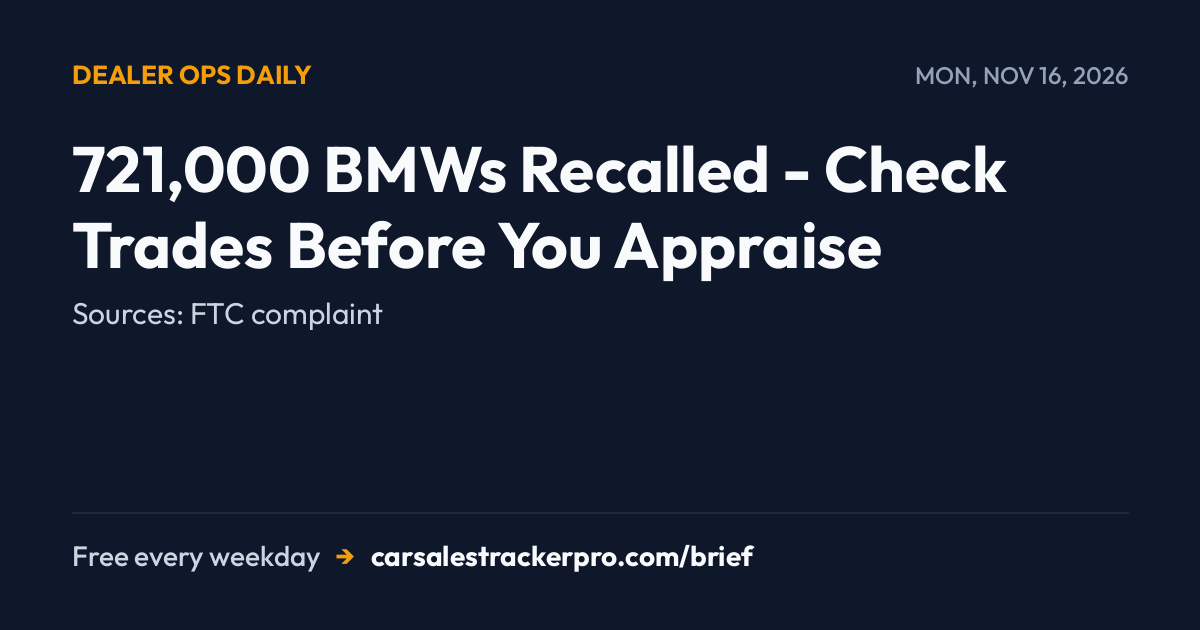 DEALER OPS DAILY
MON, NOV 16, 2026
721,000 BMWs Recalled - Check
Trades Before You Appraise
Sources: FTC complaint
Free every weekday → carsalestrackerpro.com/brief